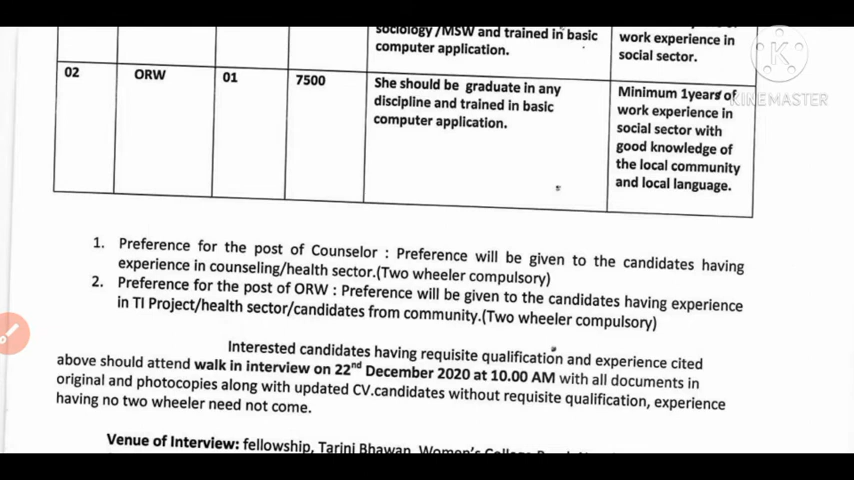 sociology /MSW and trained in basic
computer application.
work experience in
social sector.
02 ORW 01 7500
She should be graduate in any
discipline and trained in basic
computer application.
Minimum 1years of
work experience in
social sector with
good knowledge of
the local community
and local language.
1. Preference for the post of Counselor : Preference will be given to the candidates having
experience in counseling/health sector.(Two wheeler compulsory)
2. Preference for the post of ORW : Preference will be given to the candidates having experience
in TI Project/health sector/candidates from community.(Two wheeler compulsory)
Interested candidates having requisite qualification and experience cited
above should attend walk in interview on 22nd December 2020 at 10.00 AM with all documents in
original and photocopies along with updated CV.candidates without requisite qualification, experience
having no two wheeler need not come.
Venue of Interview: fellowship, Tarini Bhawan, Women's College
KINEMASTER